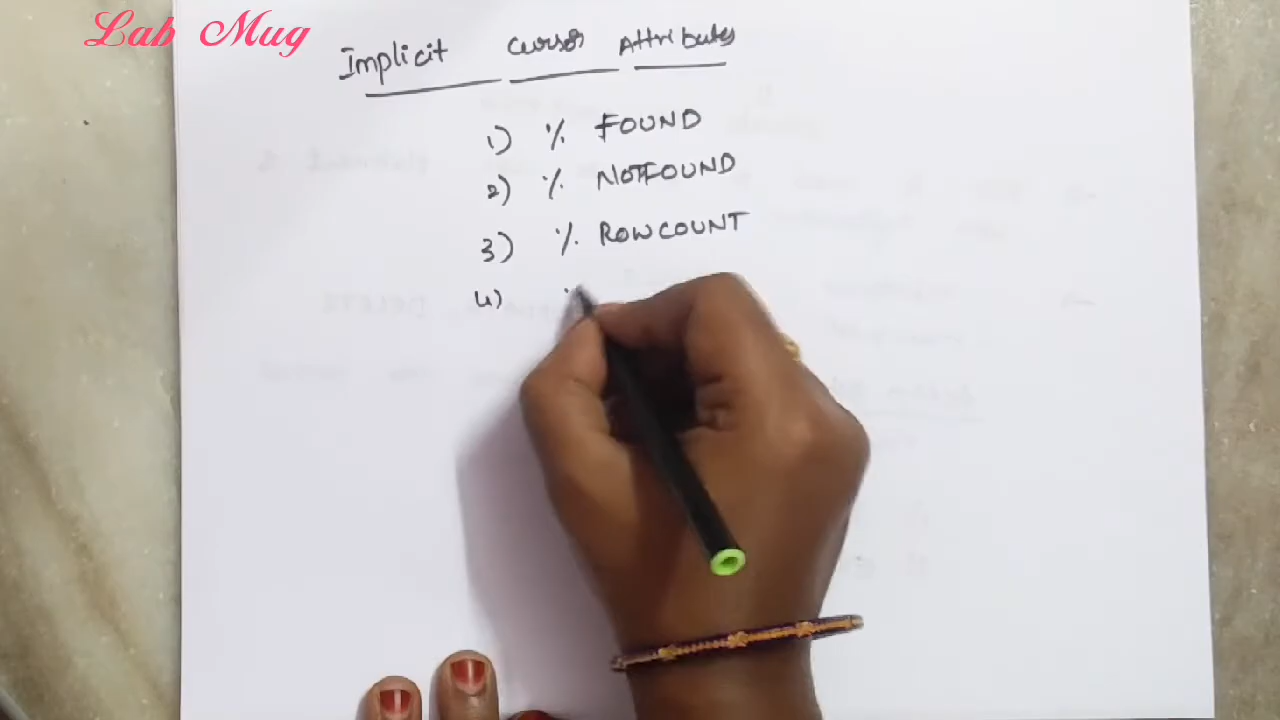 Lab Mug
Implicit Cursor Attributes
1) % FOUND
2) % NOTFOUND
3) % ROWCOUNT
4)